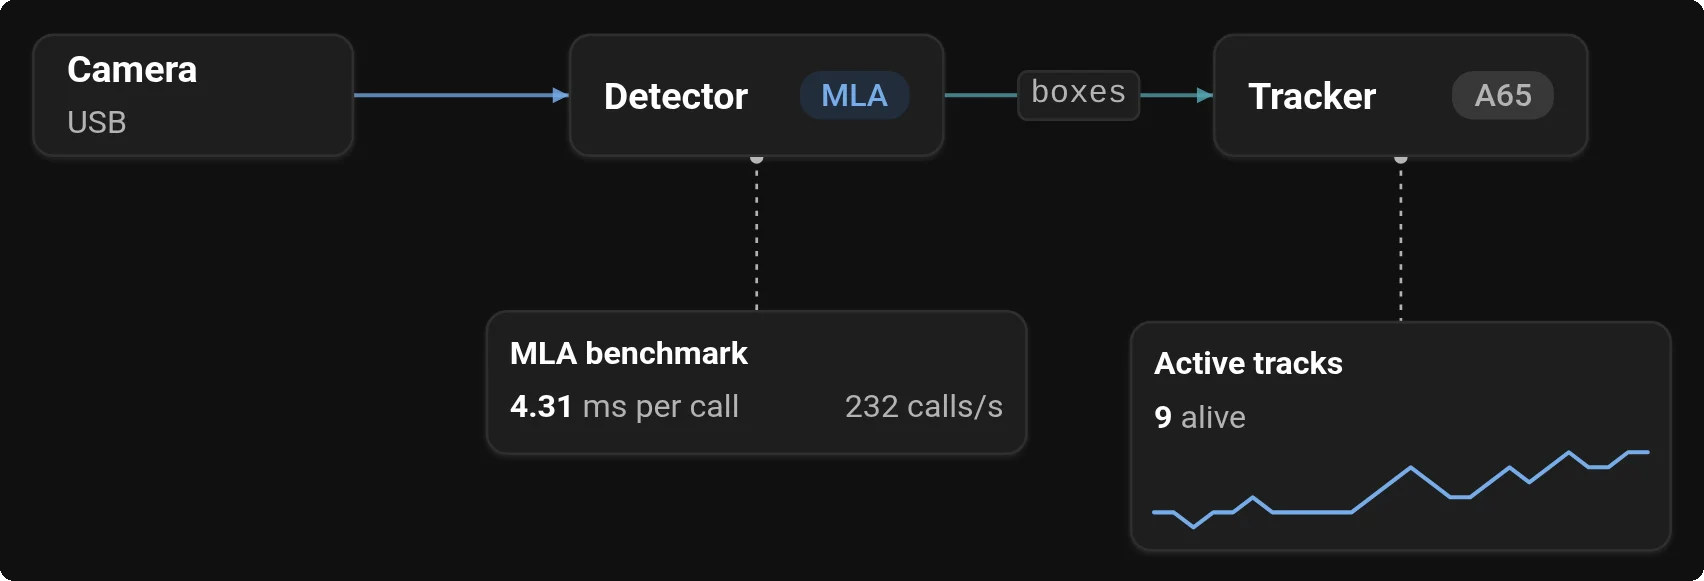 Camera
USB
Detector
MLA
boxes
Tracker
A65
MLA benchmark
4.31 ms per call
232 calls/s
Active tracks
9 alive